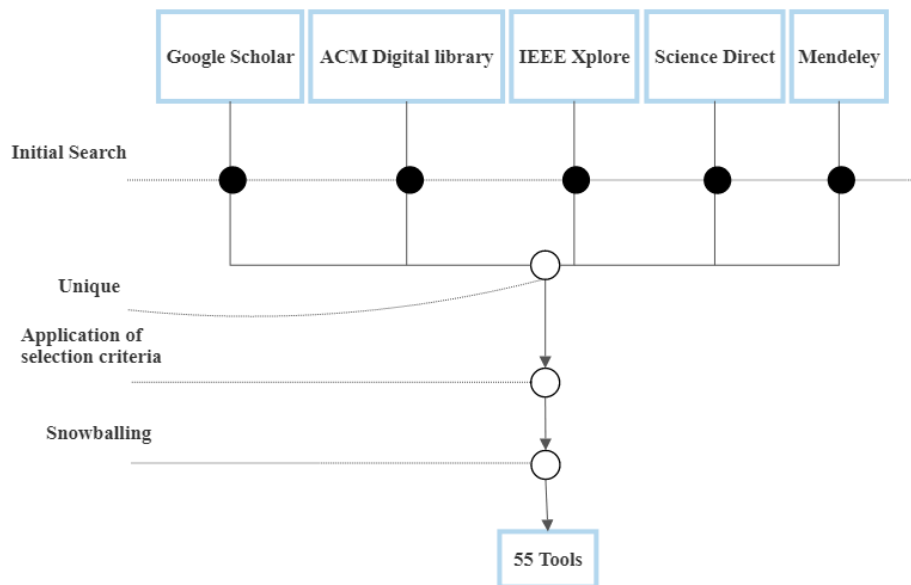 Google Scholar
ACM Digital library
IEEE Xplore
Science Direct
Mendeley
Initial Search
Unique
Application of
selection criteria
Snowballing
55 Tools